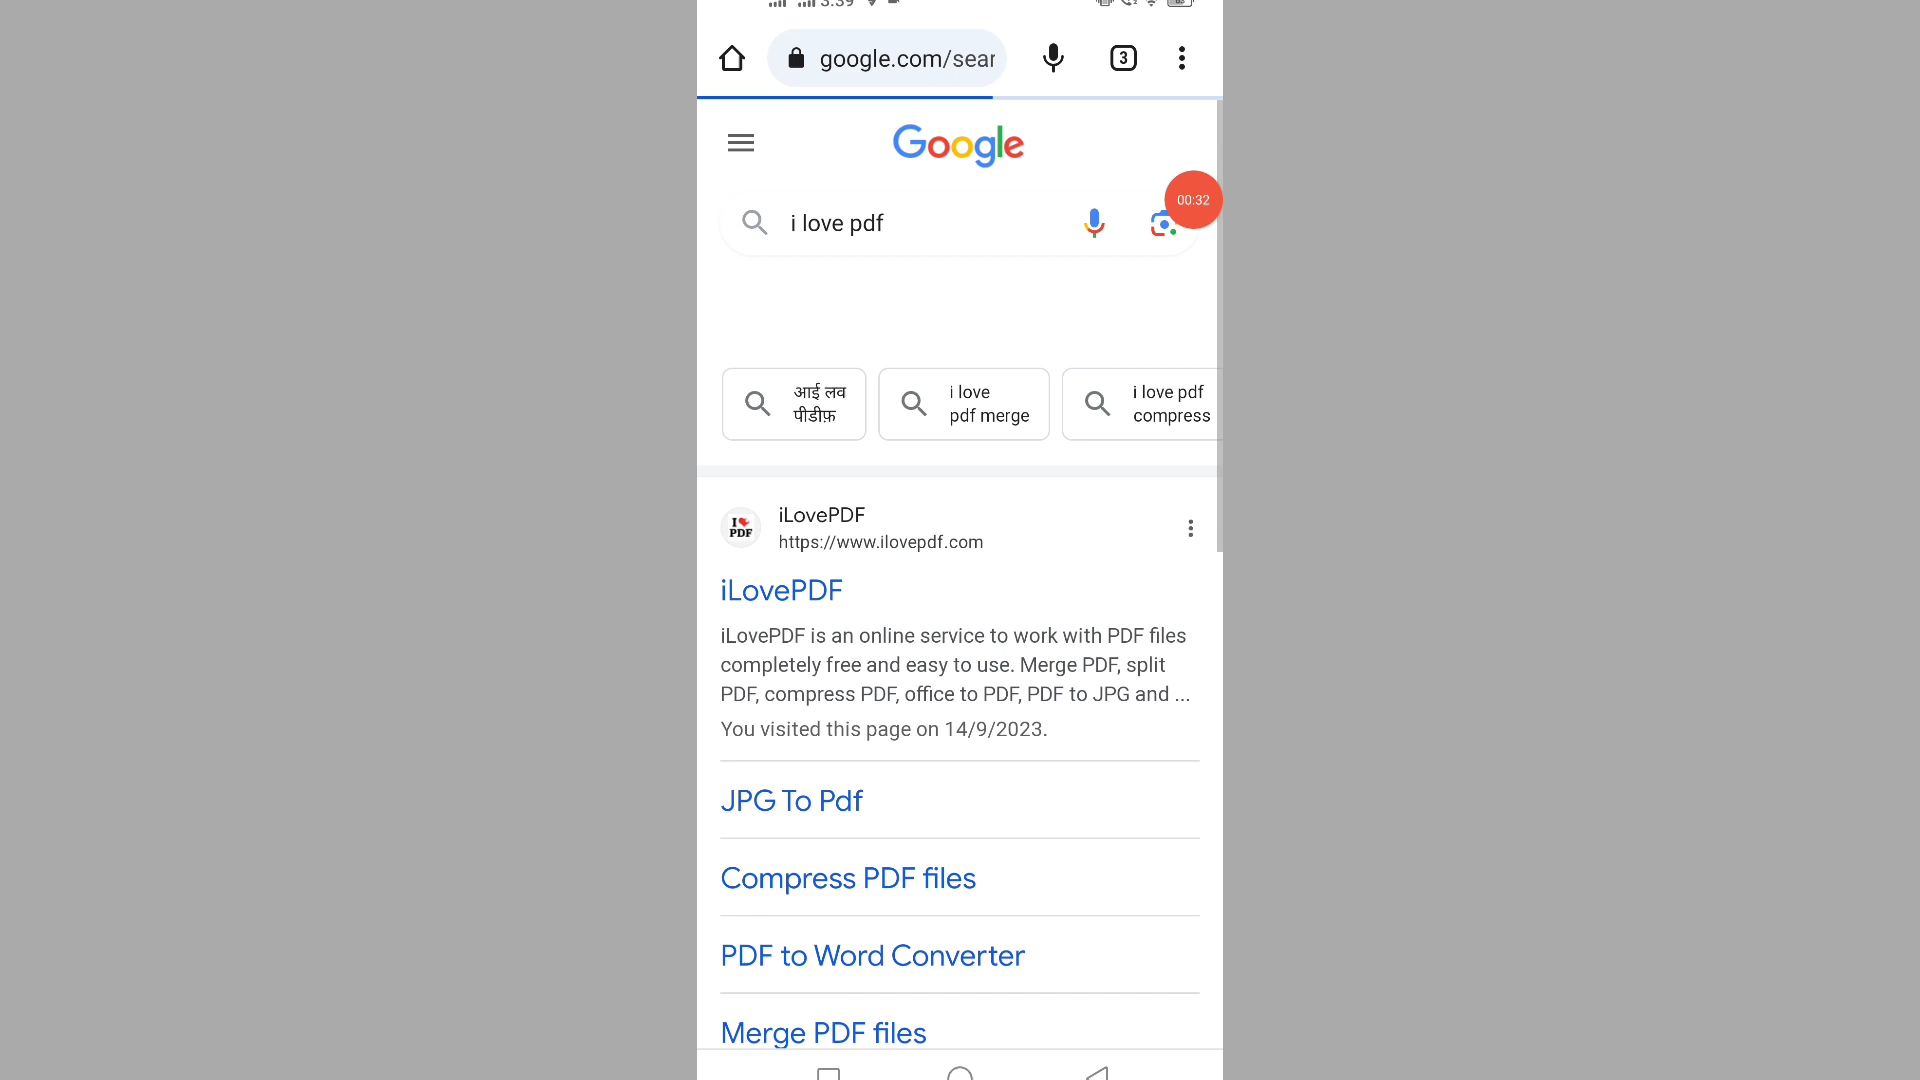 3:39
google.com/sear
3
Google
00:32
i love pdf
आई लव
पीडीफ़
i love
pdf merge
i love pdf
compress
I PDF
iLovePDF
https://www.ilovepdf.com
iLovePDF
iLovePDF is an online service to work with PDF files
completely free and easy to use. Merge PDF, split
PDF, compress PDF, office to PDF, PDF to JPG and ...
You visited this page on 14/9/2023.
JPG To Pdf
Compress PDF files
PDF to Word Converter
Merge PDF files